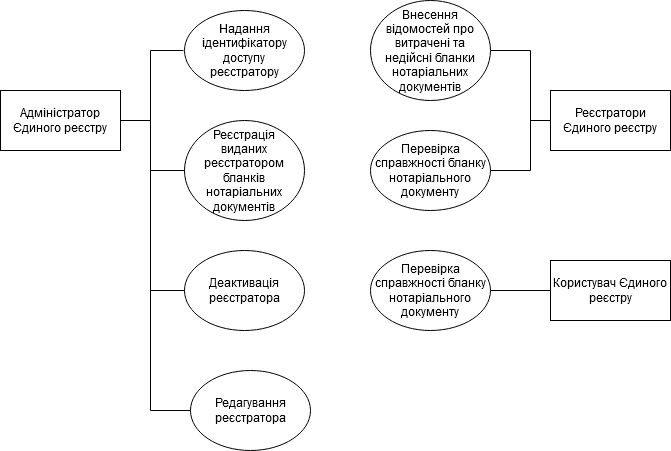 Надання
ідентифікатору
доступу
реєстратору
Внесення
відомостей про
витрачені та
недійсні бланки
нотаріальних
документів
Адміністратор
Єдиного реєстру
Реєстратори
Єдиного реєстру
Реєстрація
виданих
реєстратором
бланків
нотаріальних
документів
Перевірка
справжності бланку
нотаріального
документу
Деактивація
реєстратора
Перевірка
справжності бланку
нотаріального
документу
Користувач Єдиного
реєстру
Редагування
реєстратора